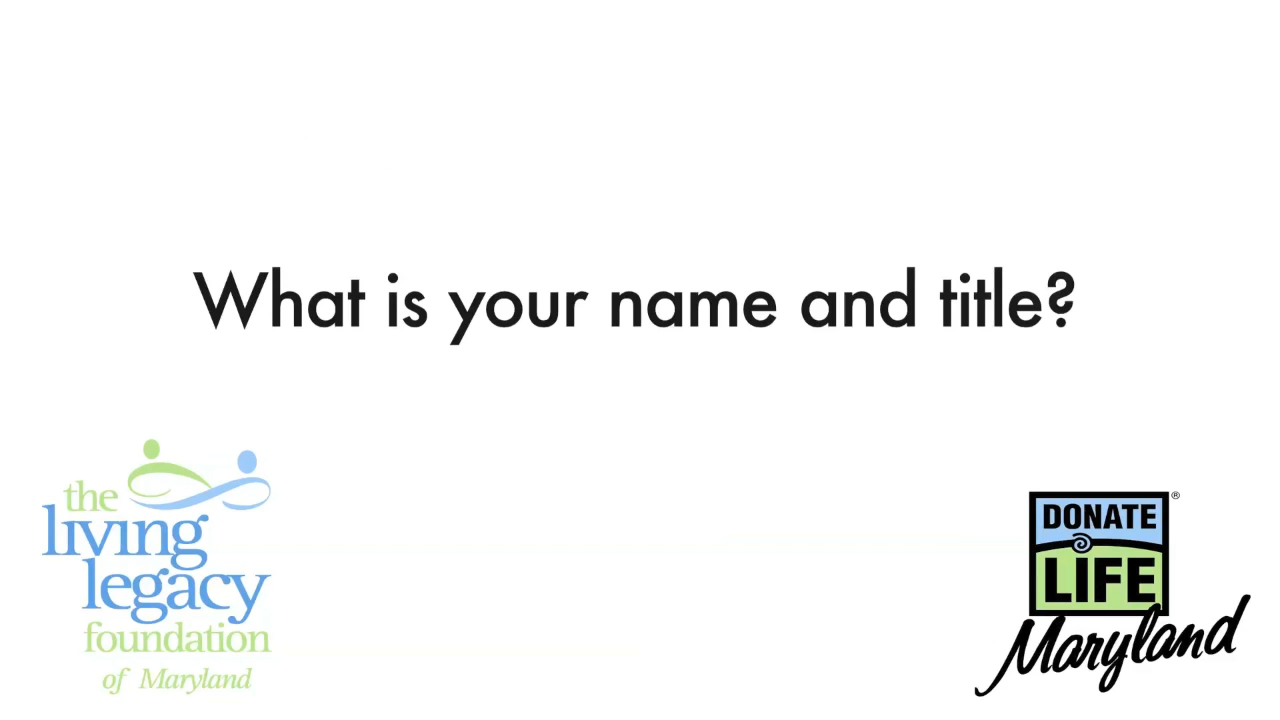 What is your name and title?
the
living
legacy
foundation
of Maryland
DONATE
LIFE
®
Maryland